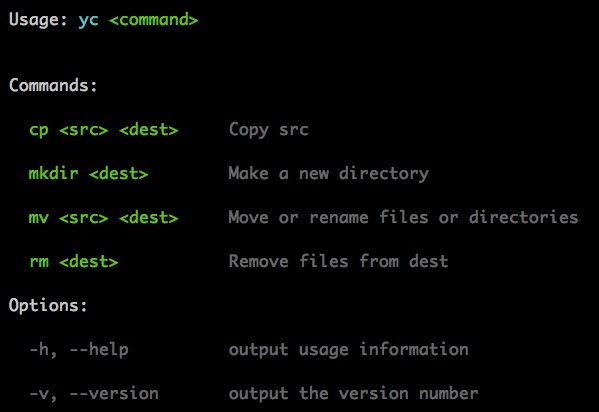 Usage: yc <command>
Commands:
cp <src> <dest> Copy src
mkdir <dest> Make a new directory
mv <src> <dest> Move or rename files or directories
rm <dest> Remove files from dest
Options:
-h, --help output usage information
-v, --version output the version number